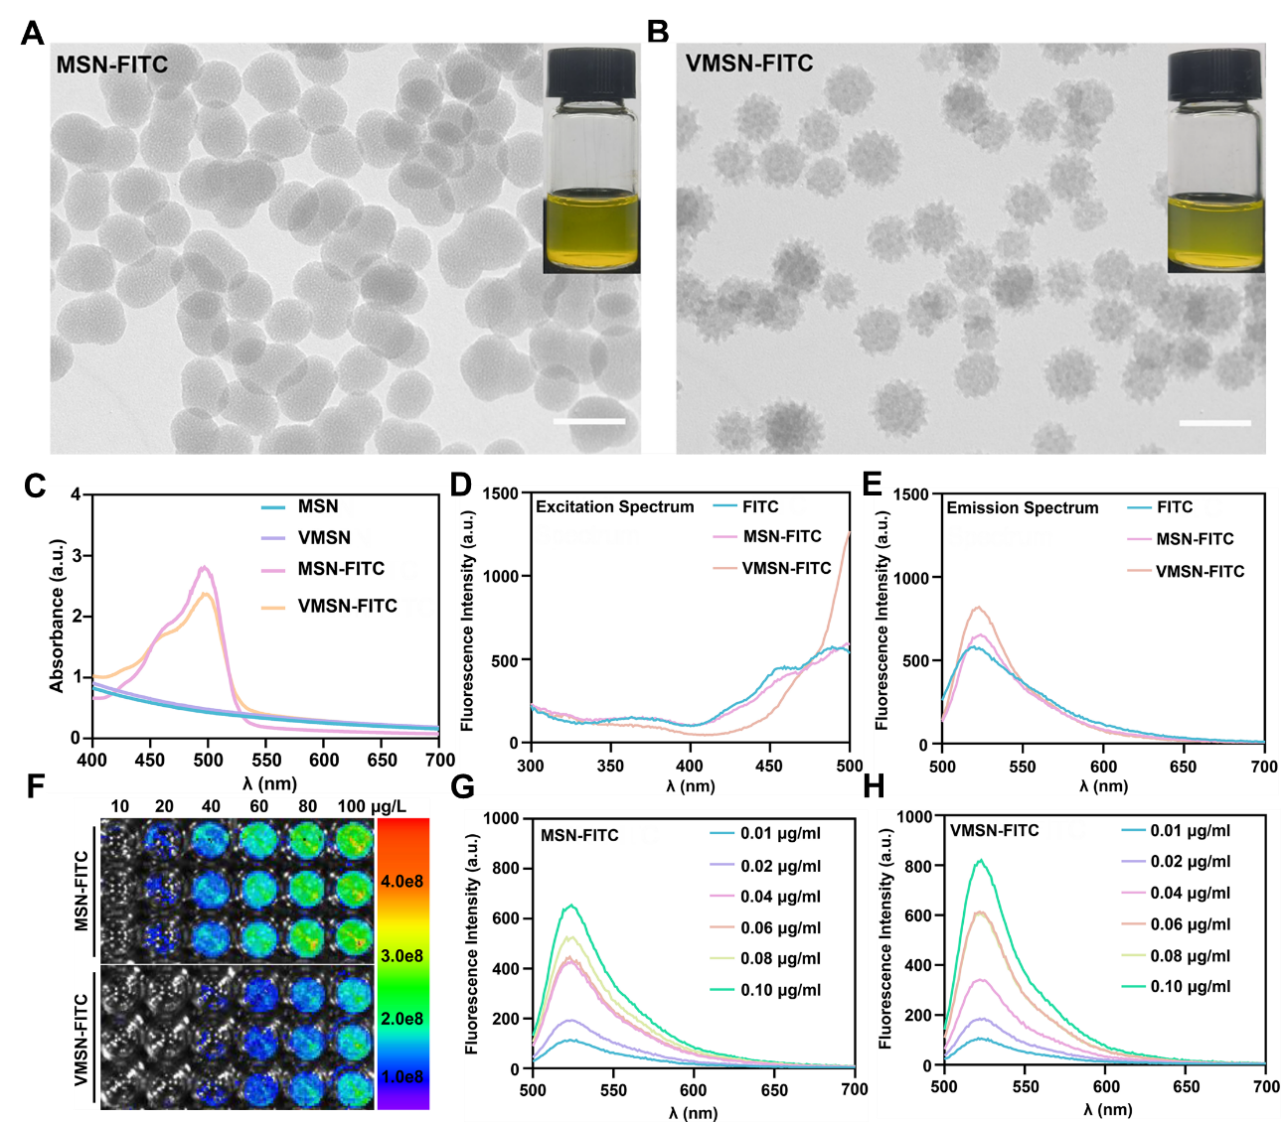 A
MSN-FITC
B
VMSN-FITC
C
4
3
2
1
0
Absorbance (a.u.)
MSN
VMSN
MSN-FITC
VMSN-FITC
400 450 500 550 600 650 700
λ (nm)
D
1500
1000
500
0
Fluorescence Intensity (a.u.)
Excitation Spectrum
FITC
MSN-FITC
VMSN-FITC
300 350 400 450 500
λ (nm)
E
1500
1000
500
0
Fluorescence Intensity (a.u.)
Emission Spectrum
FITC
MSN-FITC
VMSN-FITC
500 550 600 650 700
λ (nm)
F
10 20 40 60 80 100 μg/L
MSN-FITC
VMSN-FITC
4.0e8
3.0e8
2.0e8
1.0e8
G
1000
800
600
400
200
0
Fluorescence Intensity (a.u.)
MSN-FITC
0.01 μg/ml
0.02 μg/ml
0.04 μg/ml
0.06 μg/ml
0.08 μg/ml
0.10 μg/ml
500 550 600 650 700
λ (nm)
H
1000
800
600
400
200
0
Fluorescence Intensity (a.u.)
VMSN-FITC
0.01 μg/ml
0.02 μg/ml
0.04 μg/ml
0.06 μg/ml
0.08 μg/ml
0.10 μg/ml
500 550 600 650 700
λ (nm)